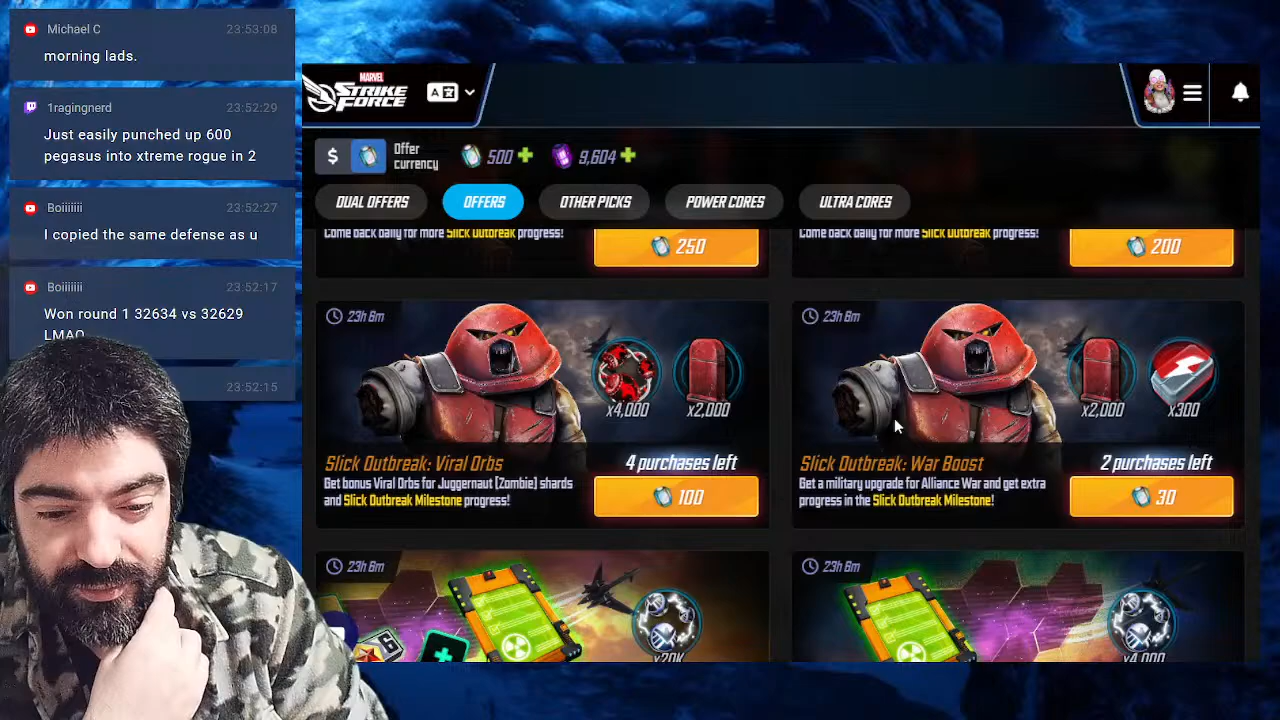 Michael C 23:53:08
morning lads.
1ragingnerd 23:52:29
Just easily punched up 600
pegasus into xtreme rogue in 2
Boiiiiiii 23:52:27
I copied the same defense as u
Boiiiiiii 23:52:17
Won round 1 32634 vs 32629
LMAO
23:52:15
MARVEL
STRIKE
FORCE
A
$
Offer
currency
500
9,604
DUAL OFFERS
OFFERS
OTHER PICKS
POWER CORES
ULTRA CORES
Come back daily for more Slick Outbreak progress!
250
Come back daily for more Slick Outbreak progress!
200
23h 8m
x4,000
x2,000
Slick Outbreak: Viral Orbs
4 purchases left
Get bonus Viral Orbs for Juggernaut [Zombie] shards
and Slick Outbreak Milestone progress!
100
23h 8m
x2,000
x300
Slick Outbreak: War Boost
2 purchases left
Get a military upgrade for Alliance War and get extra
progress in the Slick Outbreak Milestone!
30
23h 8m
6
x20K
23h 8m
x4,000